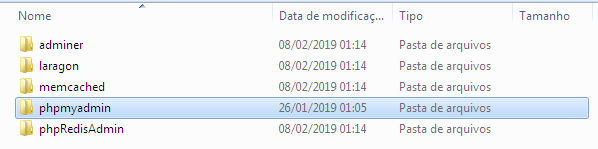 Nome Data de modificaç... Tipo Tamanho
adminer 08/02/2019 01:14 Pasta de arquivos
laragon 08/02/2019 01:14 Pasta de arquivos
memcached 08/02/2019 01:14 Pasta de arquivos
phpmyadmin 26/01/2019 01:05 Pasta de arquivos
phpRedisAdmin 08/02/2019 01:14 Pasta de arquivos